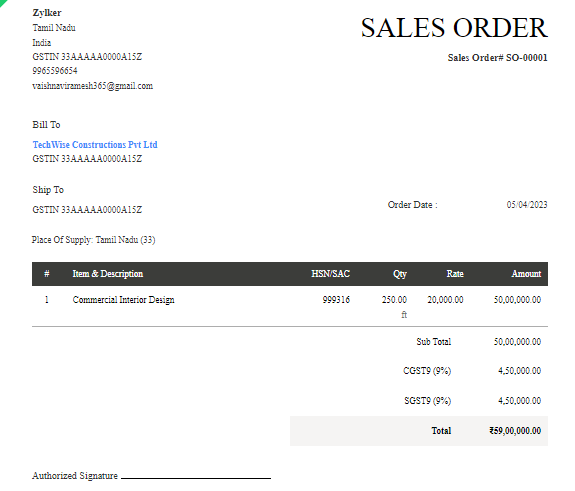 Zylker
Tamil Nadu
India
GSTIN 33AAAAA0000A15Z
9965596654
vaishnaviramesh365@gmail.com
SALES ORDER
Sales Order# SO-00001
Bill To
TechWise Constructions Pvt Ltd
GSTIN 33AAAAA0000A15Z
Ship To
GSTIN 33AAAAA0000A15Z
Order Date : 05/04/2023
Place Of Supply: Tamil Nadu (33)
# Item & Description HSN/SAC Qty Rate Amount
1 Commercial Interior Design 999316 250.00 20,000.00 50,00,000.00
ft
Sub Total 50,00,000.00
CGST9 (9%) 4,50,000.00
SGST9 (9%) 4,50,000.00
Total ₹59,00,000.00
Authorized Signature